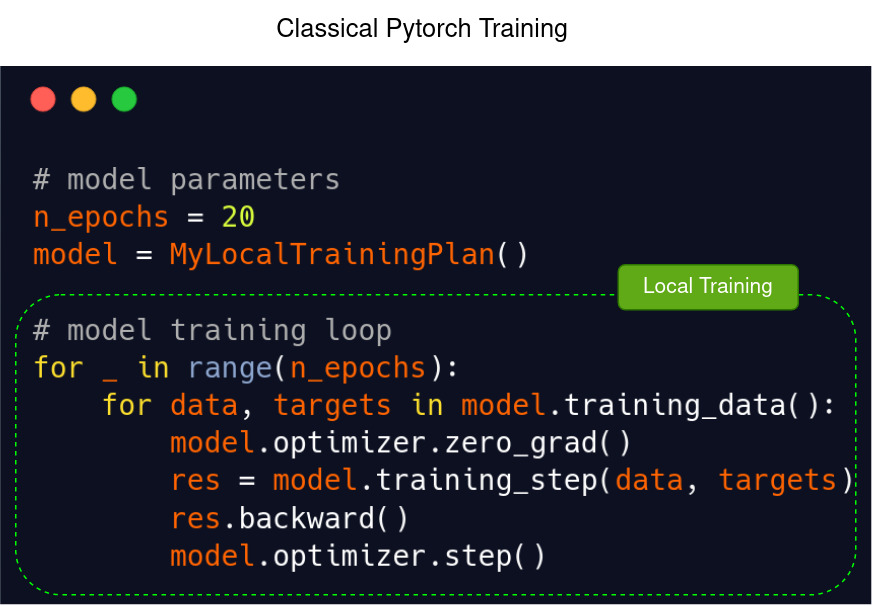 Classical Pytorch Training
# model parameters
n_epochs = 20
model = MyLocalTrainingPlan()
Local Training
# model training loop
for _ in range(n_epochs):
    for data, targets in model.training_data():
        model.optimizer.zero_grad()
        res = model.training_step(data, targets)
        res.backward()
        model.optimizer.step()